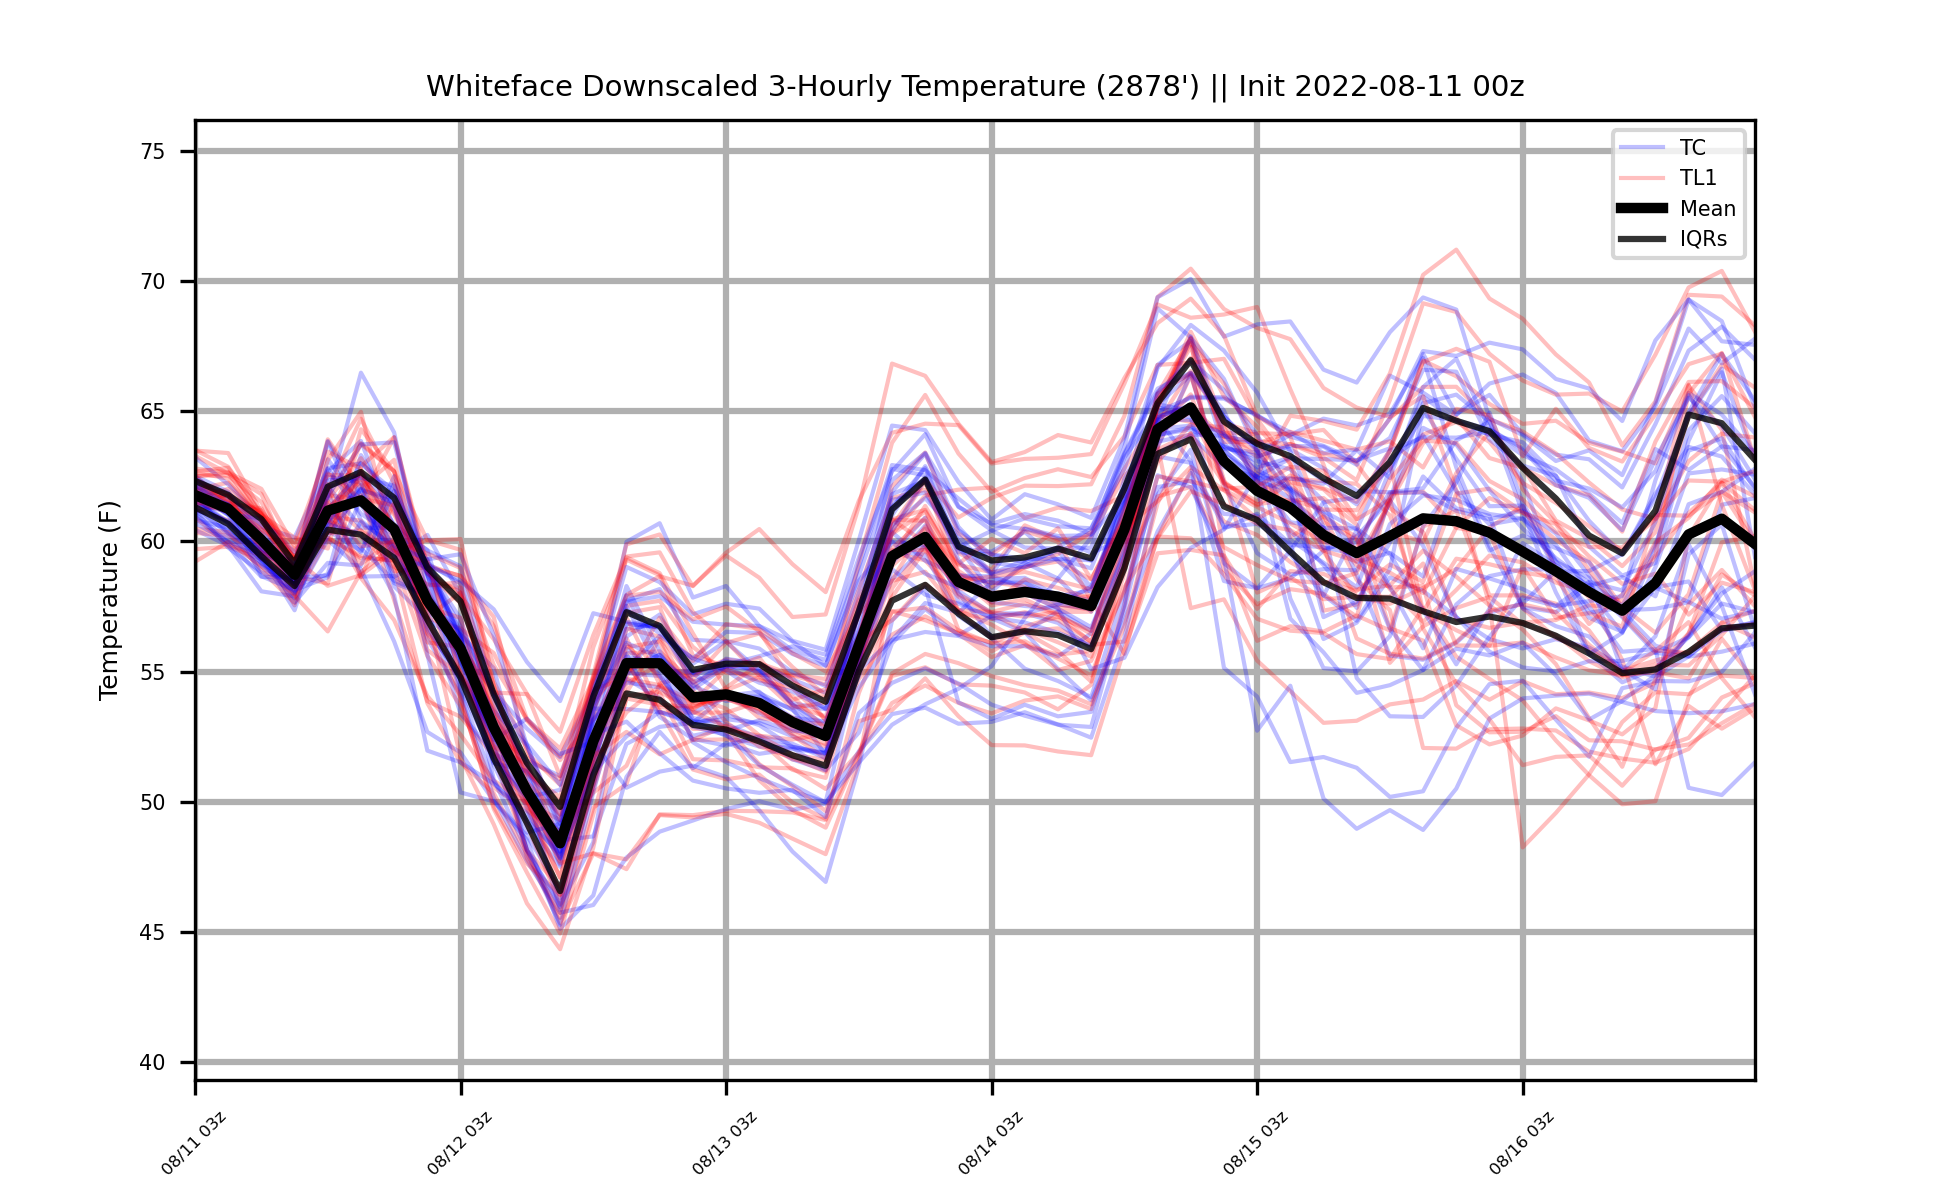 Whiteface Downscaled 3-Hourly Temperature (2878') || Init 2022-08-11 00z
TC
TL1
Mean
IQRs
Temperature (F)
75
70
65
60
55
50
45
40
08/11 03z
08/12 03z
08/13 03z
08/14 03z
08/15 03z
08/16 03z